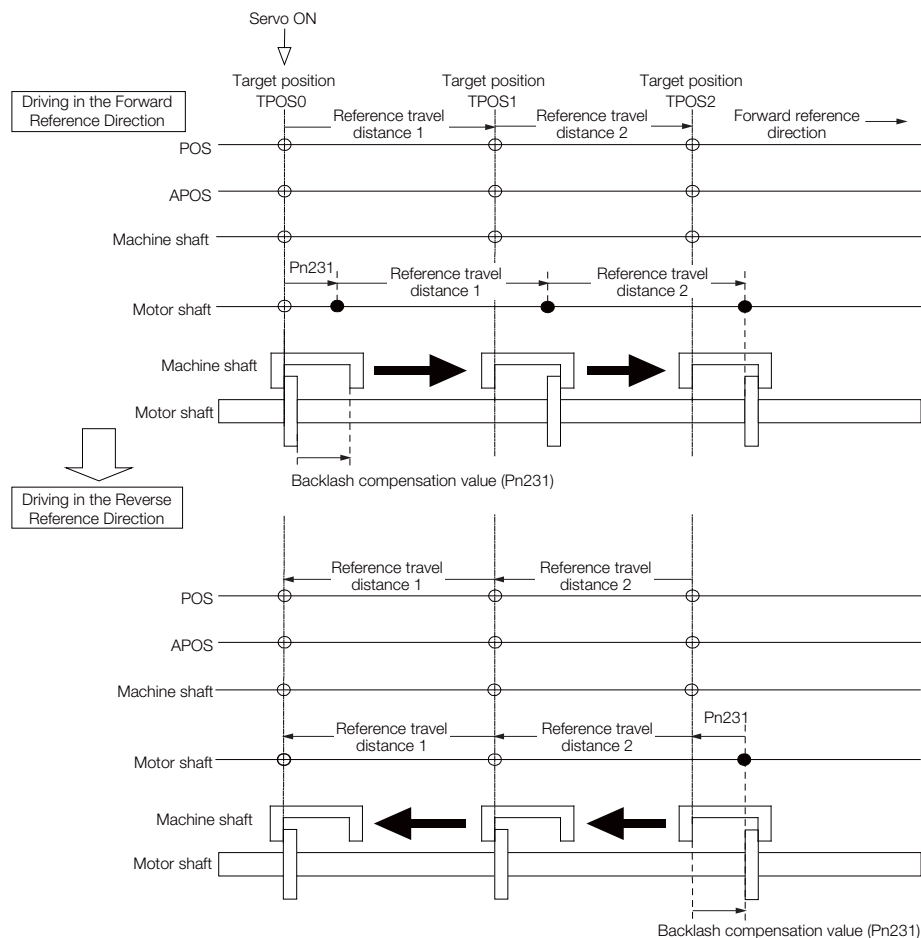 Servo ON
Target position
TPOS0
Target position
TPOS1
Target position
TPOS2
Driving in the Forward
Reference Direction
Reference travel
distance 1
Reference travel
distance 2
Forward reference
direction
POS
APOS
Machine shaft
Pn231
Reference travel
distance 1
Reference travel
distance 2
Motor shaft
Machine shaft
Motor shaft
Backlash compensation value (Pn231)
Driving in the Reverse
Reference Direction
Reference travel
distance 1
Reference travel
distance 2
POS
APOS
Machine shaft
Reference travel
distance 1
Reference travel
distance 2
Pn231
Motor shaft
Machine shaft
Motor shaft
Backlash compensation value (Pn231)